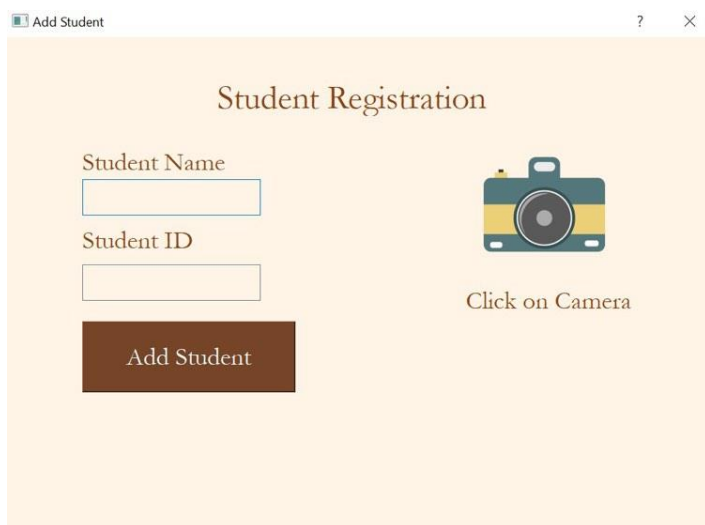 Add Student
?
Student Registration
Student Name
Student ID
Click on Camera
Add Student